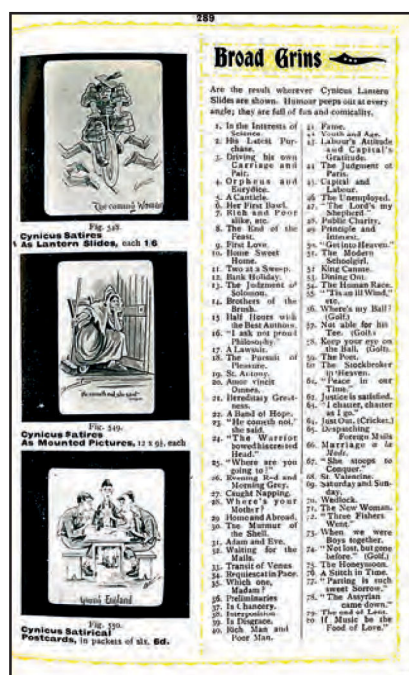 289
The coming Woman
Fig. 548.
Cynicus Satires
As Lantern Slides, each 1/6
"He cometh not, she said"
Fig. 549.
Cynicus Satires
As Mounted Pictures, 12 x 9½, each
Young England
Fig. 550.
Cynicus Satirical
Postcards, in packets of six. 6d.
Broad Grins
Are the result wherever Cynicus Lantern
Slides are shown. Humour peeps out at every
angle; they are full of fun and comicality.
1. In the Interests of
Science.
2. His Latest Pur-
chase.
3. Driving his own
Carriage and
Pair.
4. Orpheus and
Eurydice.
5. A Canticle.
6. Her First Bawl.
7. Rich and Poor
alike, etc.
8. The End of the
Feast.
9. First Love.
10. Home Sweet
Home.
11. Two at a Sweep.
12. Bank Holiday.
13. The Judgment of
Solomon.
14. Brothers of the
Brush.
15 Half Hours with
the Best Authors.
16. "I ask not proud
Philosophy.
17. A Lawsuit.
18. The Pursuit of
Pleasure.
19. St. Antony.
20. Amor vincit
Omnes.
21. Hereditary Great-
ness.
22. A Band of Hope.
23. "He cometh not,"
she said.
24. "The Warrior
bowed his crested
Head."
25. "Where are you
going to!"
26. Evening Red and
Morning Grey.
27. Caught Napping.
28. Where's your
Mother?
29 Home and Abroad.
30. The Murmur of
the Shell.
31. Adam and Eve.
32. Waiting for the
Mails.
33. Transit of Venus
34. Requiescat in Pace.
35. Which one,
Madam?
36. Preliminaries
37. In Chancery.
38. Interposition
39. In Disgrace.
40. Rich Man and
Poor Man.
41. Fame.
42 Youth and Age.
43. Labour's Attitude
and Capital's
Gratitude.
44 The Judgment of
Paris.
45. Capital and
Labour.
46 The Unemployed.
47. "The Lord's my
Shepherd."
48. Public Charity.
49 Principle and
Interest.
50. "Get into Heaven."
51. The Modern
Schoolgirl.
52 King Canute.
53. Dining Out.
54. The Human Race.
55. "'Tis an ill Wind,"
etc.
56. Where's my Ball?
(Golf.)
57. Not able for his
Tee. (Golf.)
58. Keep your eye on
the Ball. (Golf).
59. The Poet.
60 The Stockbroker
in Heaven.
61. "Peace in our
Time."
62. Justice is satisfied.
63. "I chatter, chatter
as I go."
64. Just Out. (Cricket.)
65. Despatching
Foreign Mails
66. Marriage a la
Mode.
67. "She stoops to
Conquer."
68. St. Valentine.
69. Saturday and Sun-
day.
70. Wedlock.
71. The New Woman.
72. "Three Fishers
Went."
73. When we were
Boys together.
74. "Not lost, but gone
before." (Golf.)
75. The Honeymoon.
76. A Stitch in Time.
77. "Parting is such
sweet Sorrow."
78. "The Assyrian
came down."
79. The end of Lent.
80 If Music be the
Food of Love."